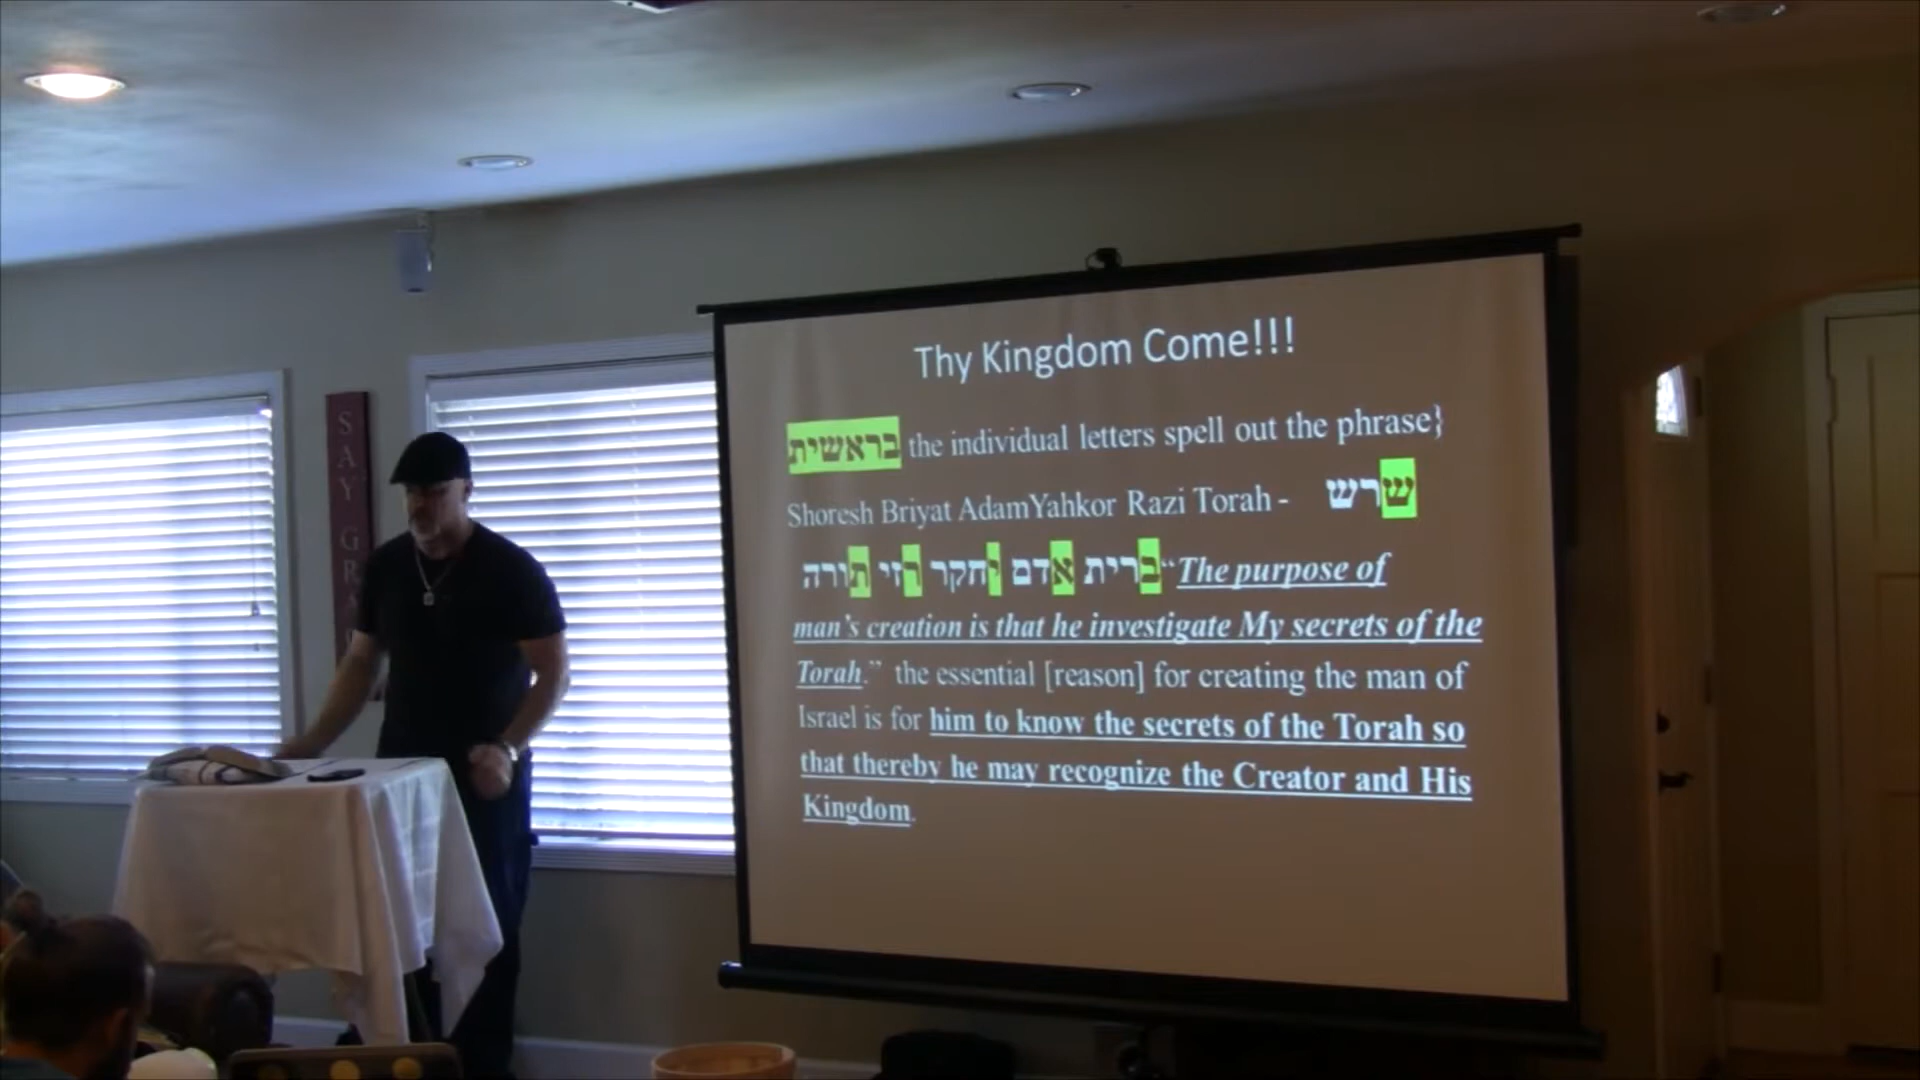 SAY GRA
Thy Kingdom Come!!!
בראשית the individual letters spell out the phrase}
Shoresh Briyat AdamYahkor Razi Torah - שרש
ברית אדם יחקר רזי תורה “The purpose of
man’s creation is that he investigate My secrets of the
Torah.” the essential [reason] for creating the man of
Israel is for him to know the secrets of the Torah so
that thereby he may recognize the Creator and His
Kingdom.